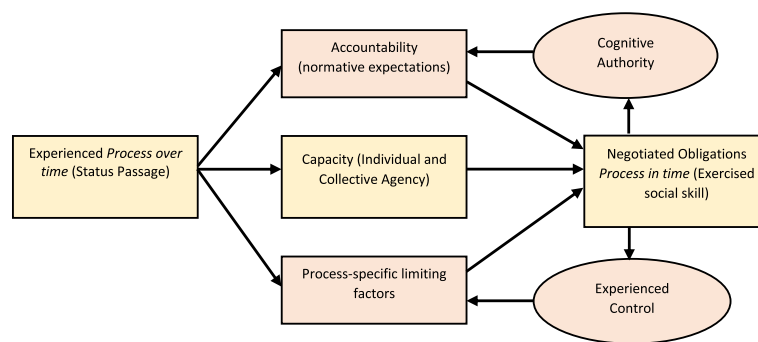 Accountability
(normative expectations)
Cognitive
Authority
Experienced Process over
time (Status Passage)
Capacity (Individual and
Collective Agency)
Negotiated Obligations
Process in time (Exercised
social skill)
Process-specific limiting
factors
Experienced
Control